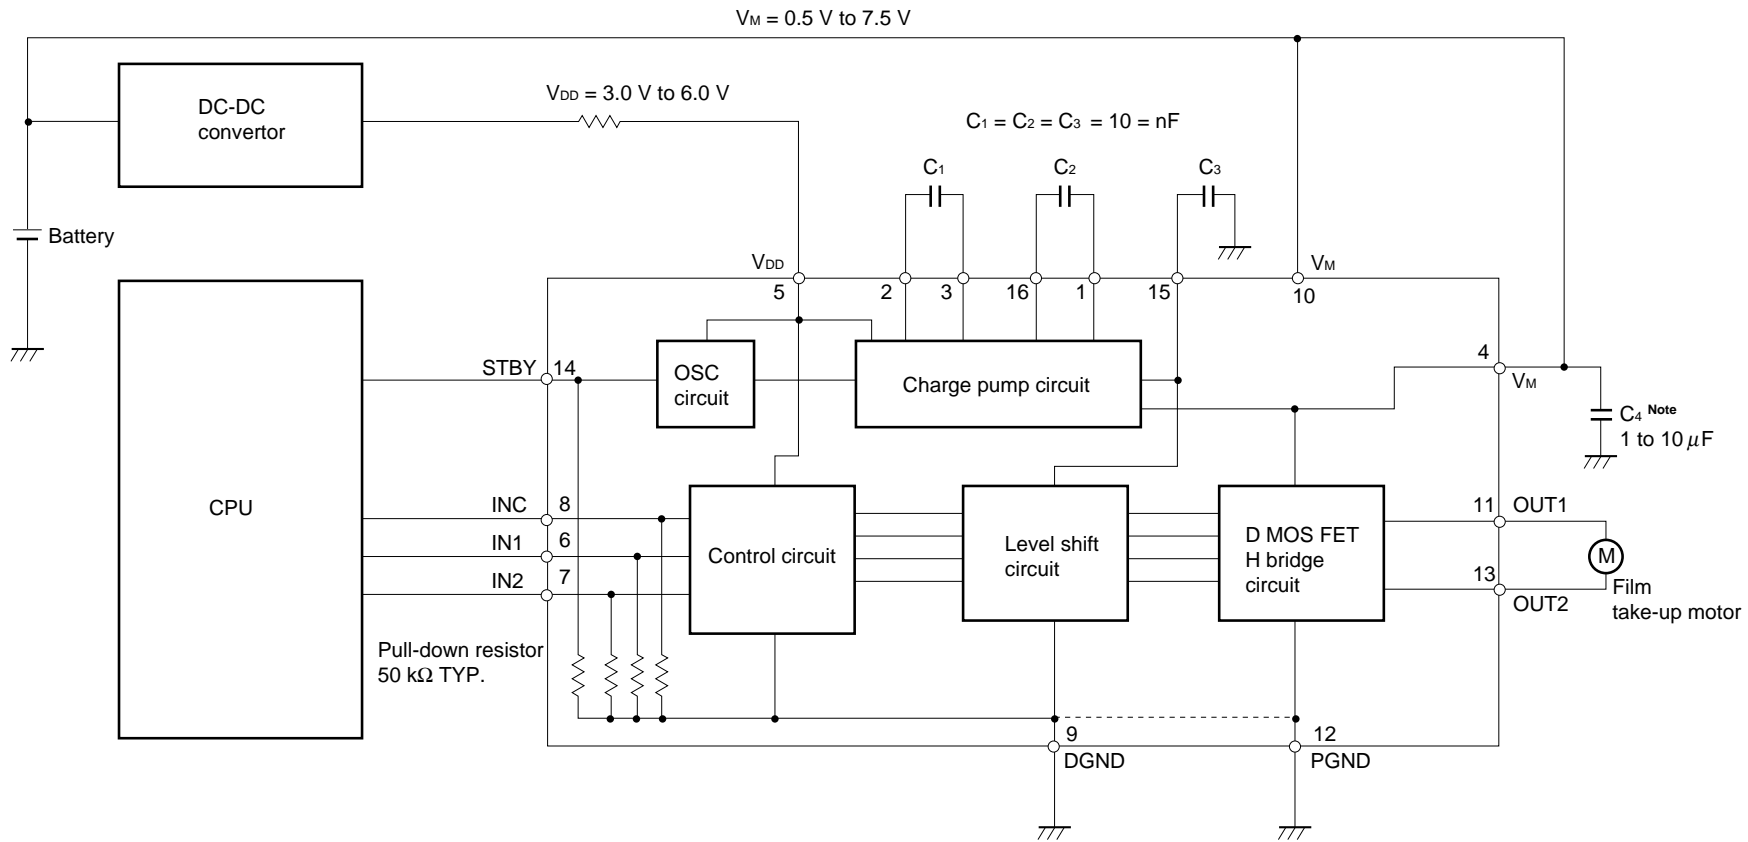 VM = 0.5 V to 7.5 V
DC-DC
convertor
VDD = 3.0 V to 6.0 V
C1 = C2 = C3 = 10 = nF
C1
C2
C3
Battery
VDD
VM
5
2
3
16
1
15
10
STBY
14
OSC
circuit
Charge pump circuit
4
VM
C4 Note
1 to 10 μF
CPU
INC
8
IN1
6
IN2
7
Control circuit
Level shift
circuit
D MOS FET
H bridge
circuit
11
OUT1
M
13
OUT2
Film
take-up motor
Pull-down resistor
50 kΩ TYP.
9
DGND
12
PGND